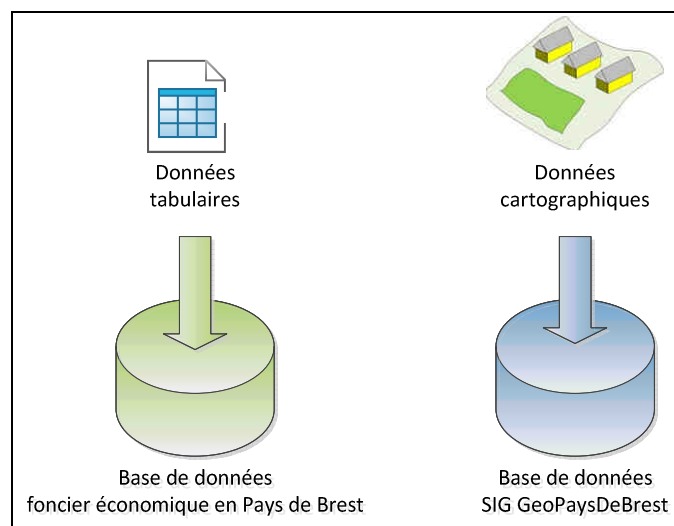 Données
tabulaires
Données
cartographiques
Base de données
foncier économique en Pays de Brest
Base de données
SIG GeoPaysDeBrest